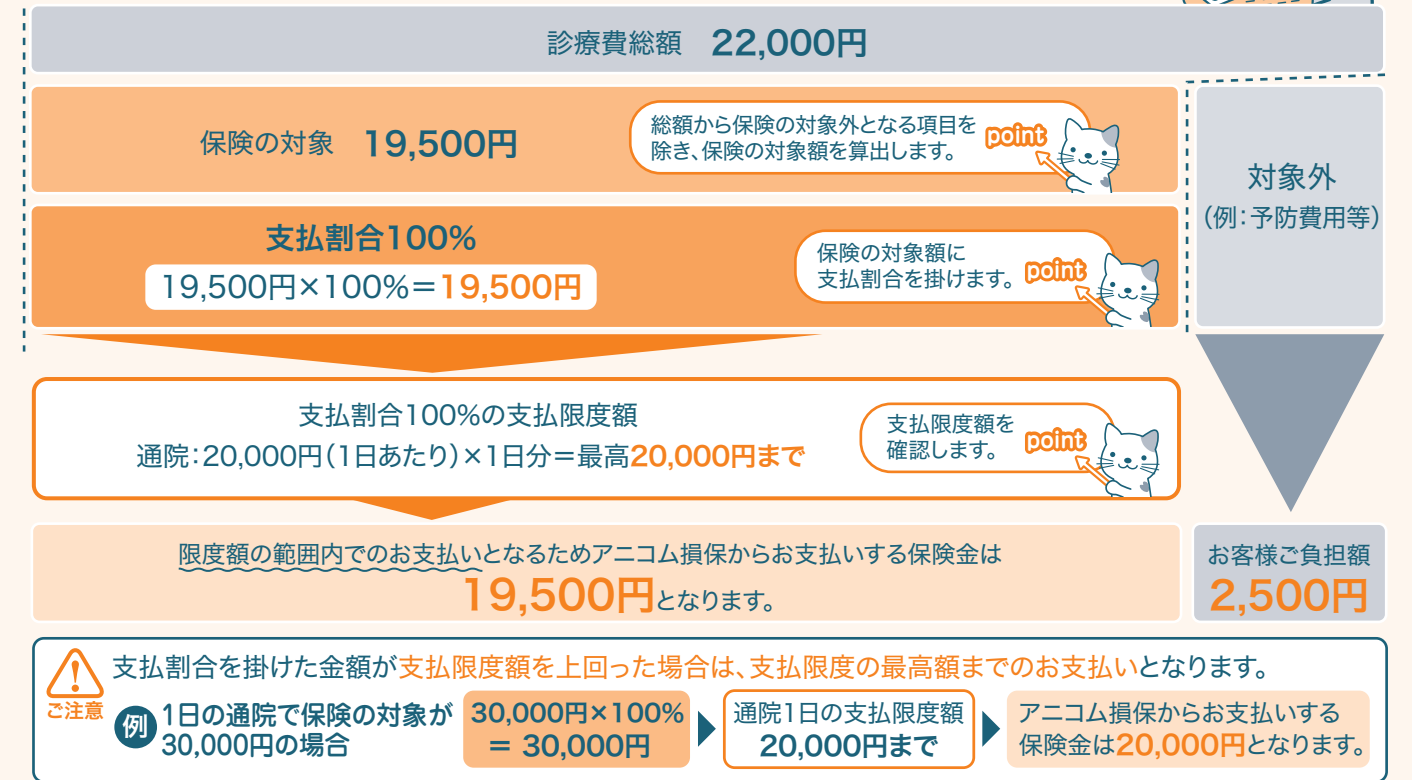 診療費総額 22,000円
保険の対象 19,500円
総額から保険の対象外となる項目を
除き、保険の対象額を算出します。
point
対象外
(例:予防費用等)
支払割合100%
19,500円×100%=19,500円
保険の対象額に
支払割合を掛けます。
point
支払割合100%の支払限度額
通院:20,000円(1日あたり)×1日分=最高20,000円まで
支払限度額を
確認します。
point
限度額の範囲内でのお支払いとなるためアニコム損保からお支払いする保険金は
19,500円となります。
お客様ご負担額
2,500円
ご注意
支払割合を掛けた金額が支払限度額を上回った場合は、支払限度の最高額までのお支払いとなります。
例
1日の通院で保険の対象が
30,000円の場合
30,000円×100%
= 30,000円
通院1日の支払限度額
20,000円まで
アニコム損保からお支払いする
保険金は20,000円となります。